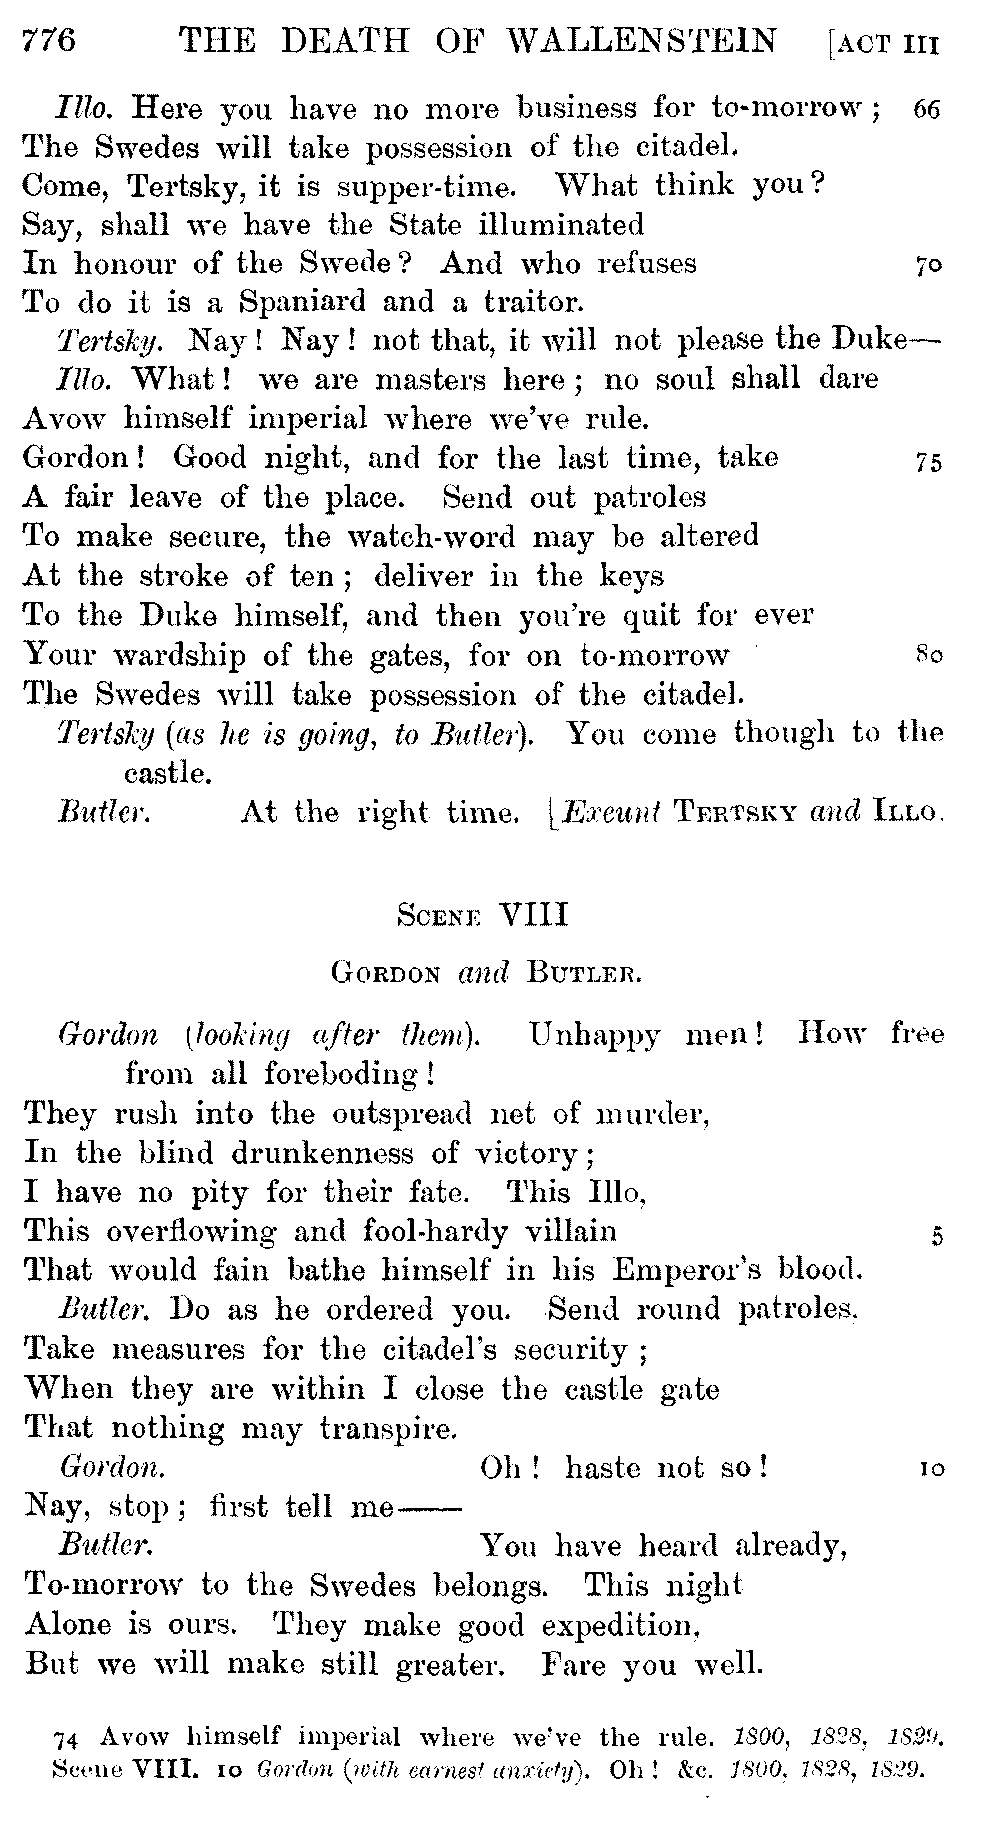 776 THE DEATH OF WALLENSTEIN [ACT III
Illo. Here you have no more business for to-morrow; 66
The Swedes will take possession of the citadel.
Come, Tertsky, it is supper-time. What think you?
Say, shall we have the State illuminated
In honour of the Swede? And who refuses 70
To do it is a Spaniard and a traitor.
Tertsky. Nay! Nay! not that, it will not please the Duke—
Illo. What! we are masters here; no soul shall dare
Avow himself imperial where we've rule.
Gordon! Good night, and for the last time, take 75
A fair leave of the place. Send out patroles
To make secure, the watch-word may be altered
At the stroke of ten; deliver in the keys
To the Duke himself, and then you're quit for ever
Your wardship of the gates, for on to-morrow 80
The Swedes will take possession of the citadel.
Tertsky (as he is going, to Butler). You come though to the
castle.
Butler. At the right time. [Exeunt TERTSKY and ILLO.
SCENE VIII
GORDON and BUTLER.
Gordon (looking after them). Unhappy men! How free
from all foreboding!
They rush into the outspread net of murder,
In the blind drunkenness of victory;
I have no pity for their fate. This Illo,
This overflowing and fool-hardy villain 5
That would fain bathe himself in his Emperor's blood.
Butler. Do as he ordered you. Send round patroles.
Take measures for the citadel's security;
When they are within I close the castle gate
That nothing may transpire.
Gordon. Oh! haste not so! 10
Nay, stop; first tell me——
Butler. You have heard already,
To-morrow to the Swedes belongs. This night
Alone is ours. They make good expedition,
But we will make still greater. Fare you well.
74 Avow himself imperial where we've the rule. 1800, 1828, 1829.
Scene VIII. 10 Gordon (with earnest anxiety). Oh! &c. 1800, 1828, 1829.